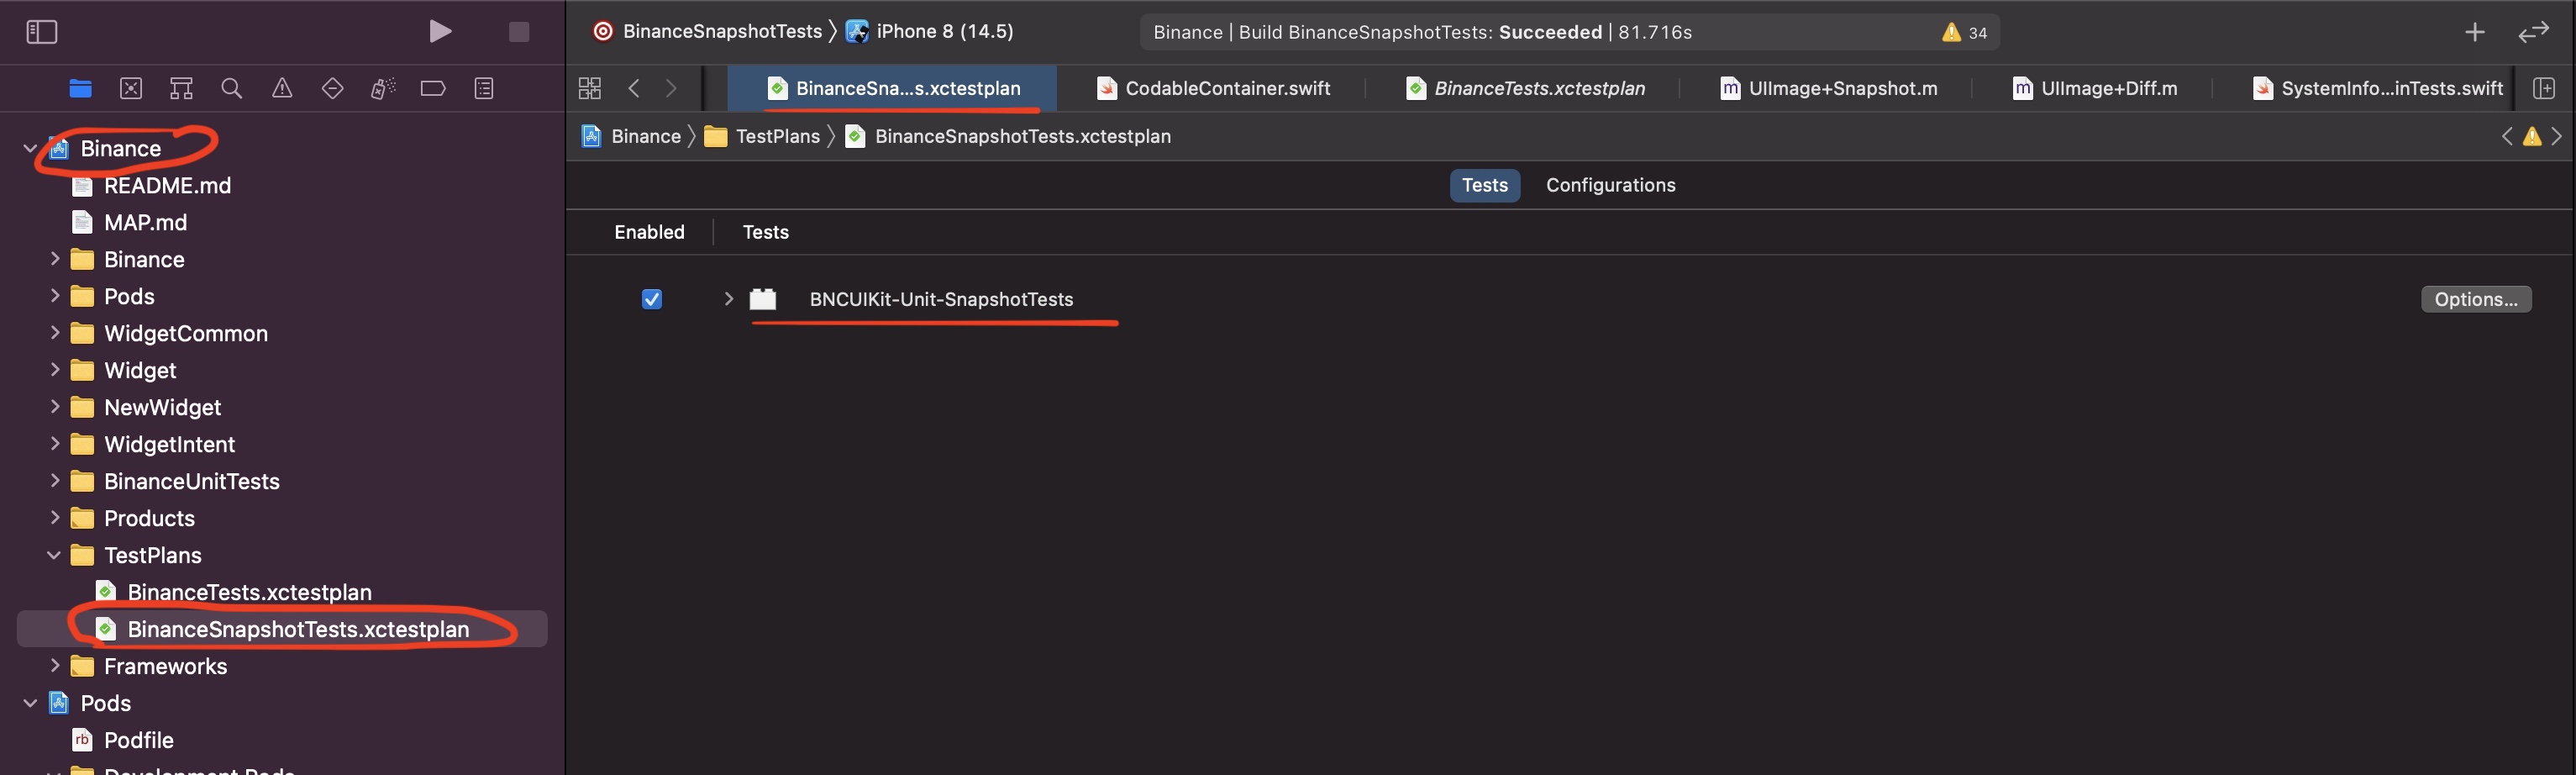 BinanceSnapshotTests
iPhone 8 (14.5)
Binance | Build BinanceSnapshotTests: Succeeded | 81.716s
34
BinanceSna...s.xctestplan
CodableContainer.swift
BinanceTests.xctestplan
m UIImage+Snapshot.m
m UIImage+Diff.m
SystemInfo...inTests.swift
Binance
TestPlans
BinanceSnapshotTests.xctestplan
Tests
Configurations
Enabled
Tests
BNCUIKit-Unit-SnapshotTests
Options...
Binance
README.md
MAP.md
Binance
Pods
WidgetCommon
Widget
NewWidget
WidgetIntent
BinanceUnitTests
Products
TestPlans
BinanceTests.xctestplan
BinanceSnapshotTests.xctestplan
Frameworks
Pods
rb Podfile
Development Pods